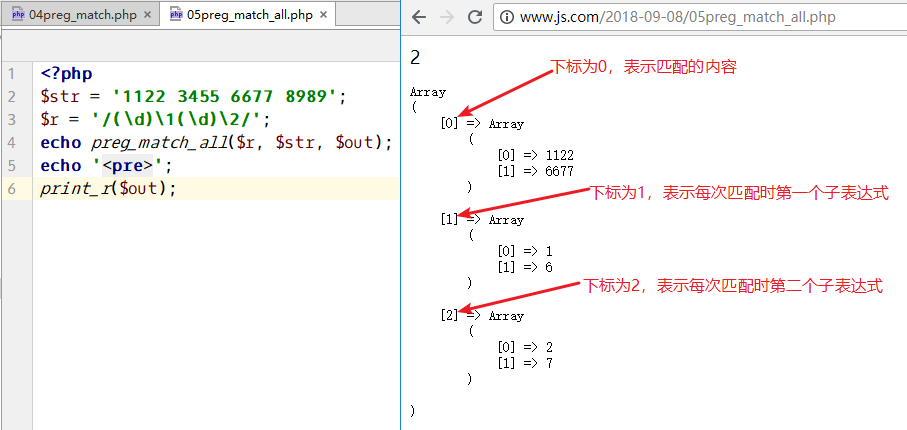 04preg_match.php
05preg_match_all.php
1 <?php
2 $str = '1122 3455 6677 8989';
3 $r = '/(\d)\1(\d)\2/';
4 echo preg_match_all($r, $str, $out);
5 echo '<pre>';
6 print_r($out);
www.js.com/2018-09-08/05preg_match_all.php
2
下标为0，表示匹配的内容
Array
(
[0] => Array
(
[0] => 1122
[1] => 6677
)
下标为1，表示每次匹配时第一个子表达式
[1] => Array
(
[0] => 1
[1] => 6
)
下标为2，表示每次匹配时第二个子表达式
[2] => Array
(
[0] => 2
[1] => 7
)
)